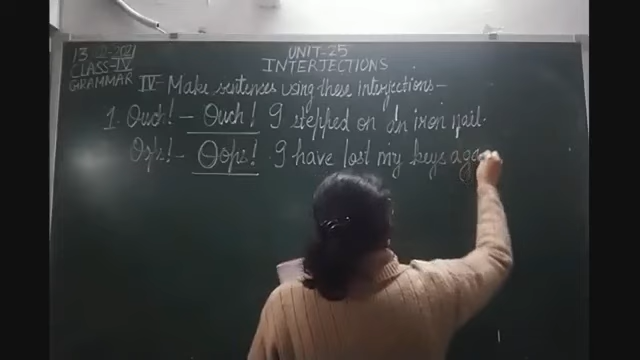 13 2021
CLASS-IV
GRAMMAR
UNIT-25
INTERJECTIONS
IV- Make sentences using these interjections-
1. Ouch! - Ouch! I stepped on an iron nail.
Oops! - Oops! I have lost my keys aga